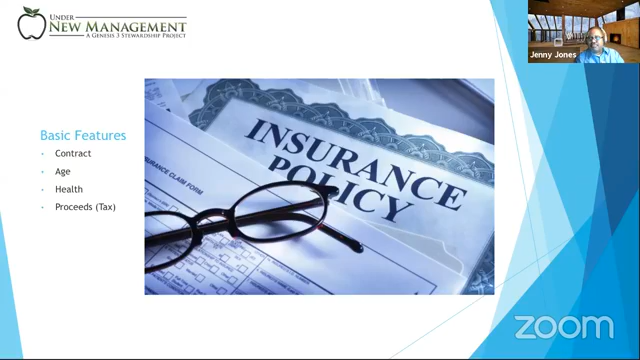 UNDER
NEW MANAGEMENT
A GENESIS 3 STEWARDSHIP PROJECT
Jenny Jones
Basic Features
Contract
Age
Health
Proceeds (Tax)
INSURANCE
POLICY
INSURANCE CLAIM FORM
zoom